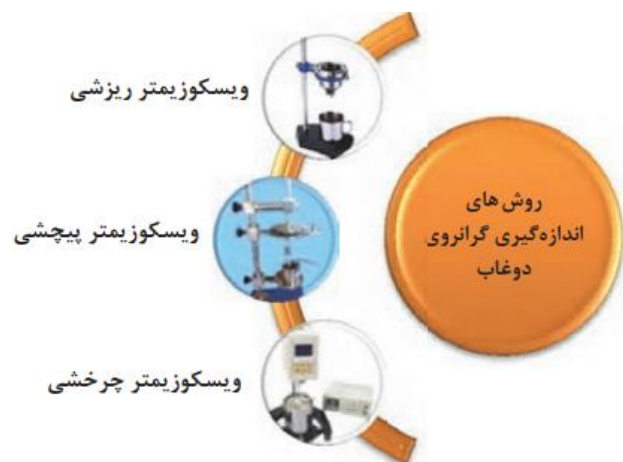 روش های
اندازه‌گیری گرانروی
دوغاب
ویسکوزیمتر ریزشی
ویسکوزیمتر پیچشی
ویسکوزیمتر چرخشی